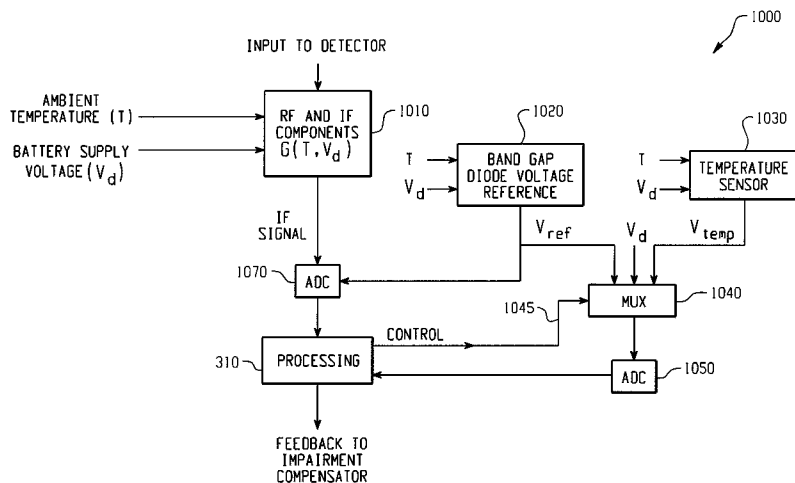 1000
INPUT TO DETECTOR
AMBIENT
TEMPERATURE (T)
BATTERY SUPPLY
VOLTAGE (Vd)
RF AND IF
COMPONENTS
G(T,Vd)
1010
1020
T
Vd
BAND GAP
DIODE VOLTAGE
REFERENCE
1030
T
Vd
TEMPERATURE
SENSOR
IF
SIGNAL
Vref
Vd
Vtemp
1070
ADC
1045
MUX
1040
CONTROL
310
PROCESSING
ADC
1050
FEEDBACK TO
IMPAIRMENT
COMPENSATOR